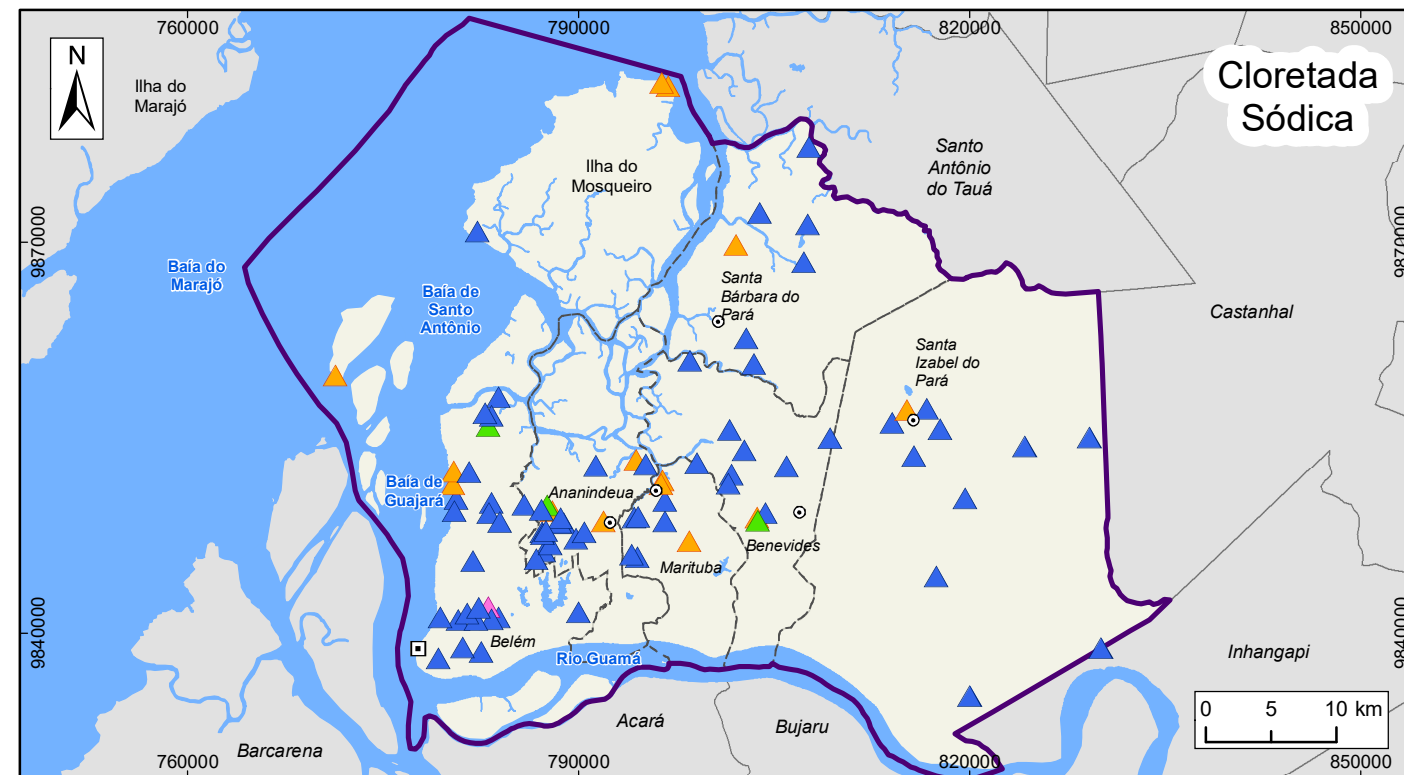 760000
790000
820000
850000
N
Ilha do
Marajó
Cloretada
Sódica
Santo
Antônio
do Tauá
Ilha do
Mosqueiro
9870000
9870000
Baía do
Marajó
Baía de
Santo
Antônio
Santa
Bárbara do
Pará
Castanhal
Santa
Izabel do
Pará
Baía de
Guajará
Ananindeua
Benevides
Marituba
9840000
9840000
Belém
Rio Guamá
Inhangapi
Acará
Bujaru
Barcarena
0 5 10 km
760000
790000
820000
850000